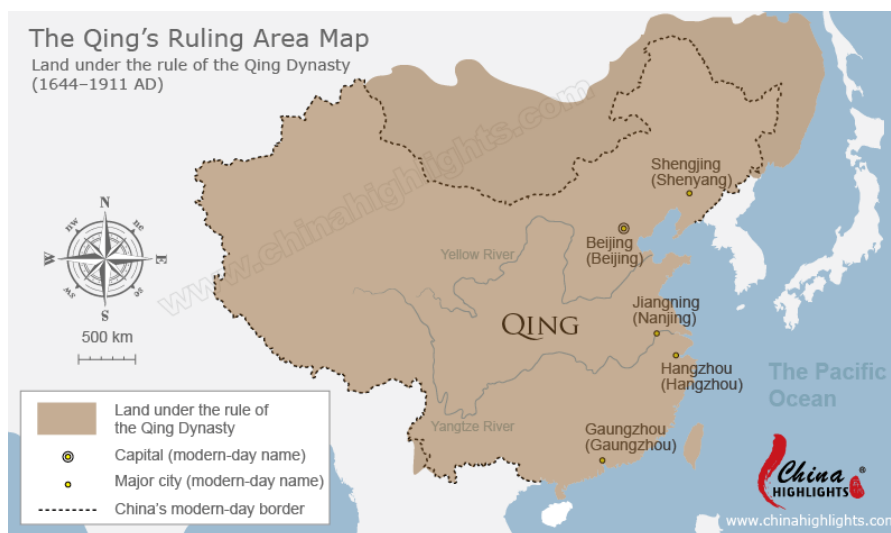 The Qing's Ruling Area Map
Land under the rule of the Qing Dynasty
(1644–1911 AD)
www.chinahighlights.com
Shengjing
(Shenyang)
Beijing
(Beijing)
Yellow River
N
nw
ne
W
E
sw
se
S
500 km
Jiangning
(Nanjing)
QING
Hangzhou
(Hangzhou)
The Pacific
Ocean
Yangtze River
Gaungzhou
(Gaungzhou)
Land under the rule of
the Qing Dynasty
Capital (modern-day name)
Major city (modern-day name)
China's modern-day border
China
HIGHLIGHTS
®
www.chinahighlights.com